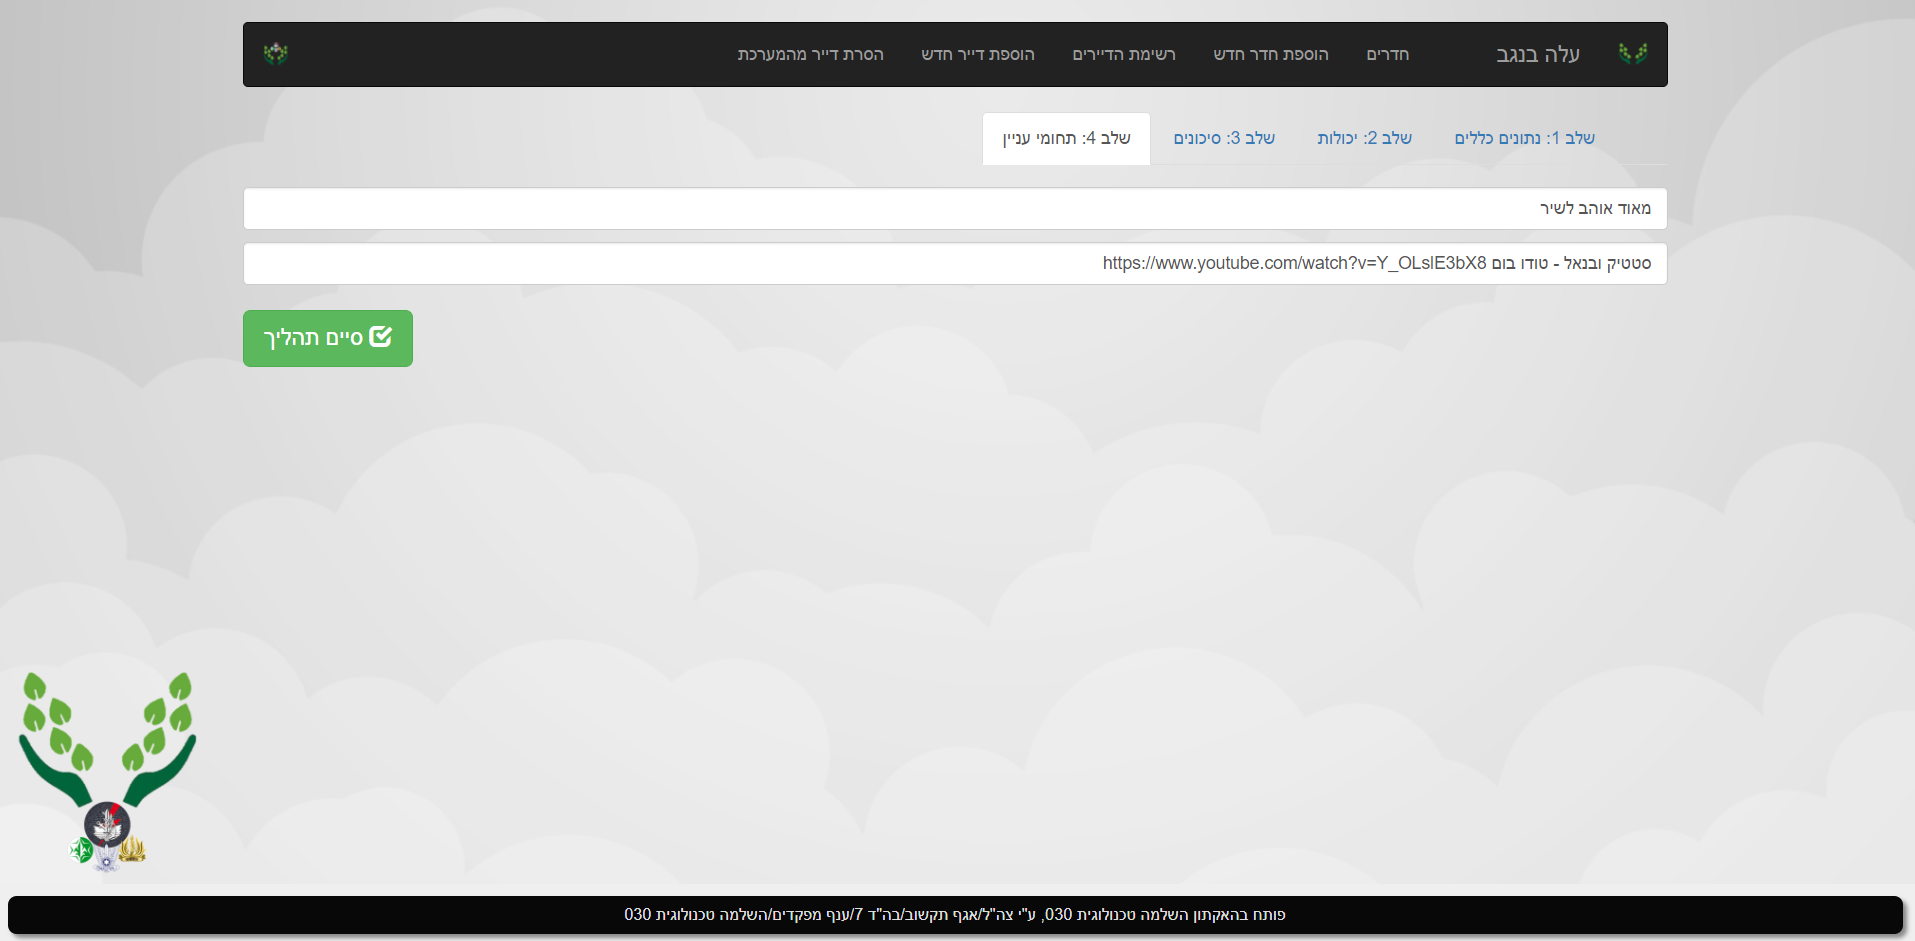 עלה בנגב
חדרים
הוספת חדר חדש
רשימת הדיירים
הוספת דייר חדש
הסרת דייר מהמערכת
שלב 1: נתונים כללים
שלב 2: יכולות
שלב 3: סיכונים
שלב 4: תחומי עניין
מאוד אוהב לשיר
סטטיק ובנאל - טודו בום https://www.youtube.com/watch?v=Y_OLslE3bX8
סיים תהליך
פותח בהאקתון השלמה טכנולוגית 030, ע"י צה"ל/אגף תקשוב/בה"ד 7/ענף מפקדים/השלמה טכנולוגית 030